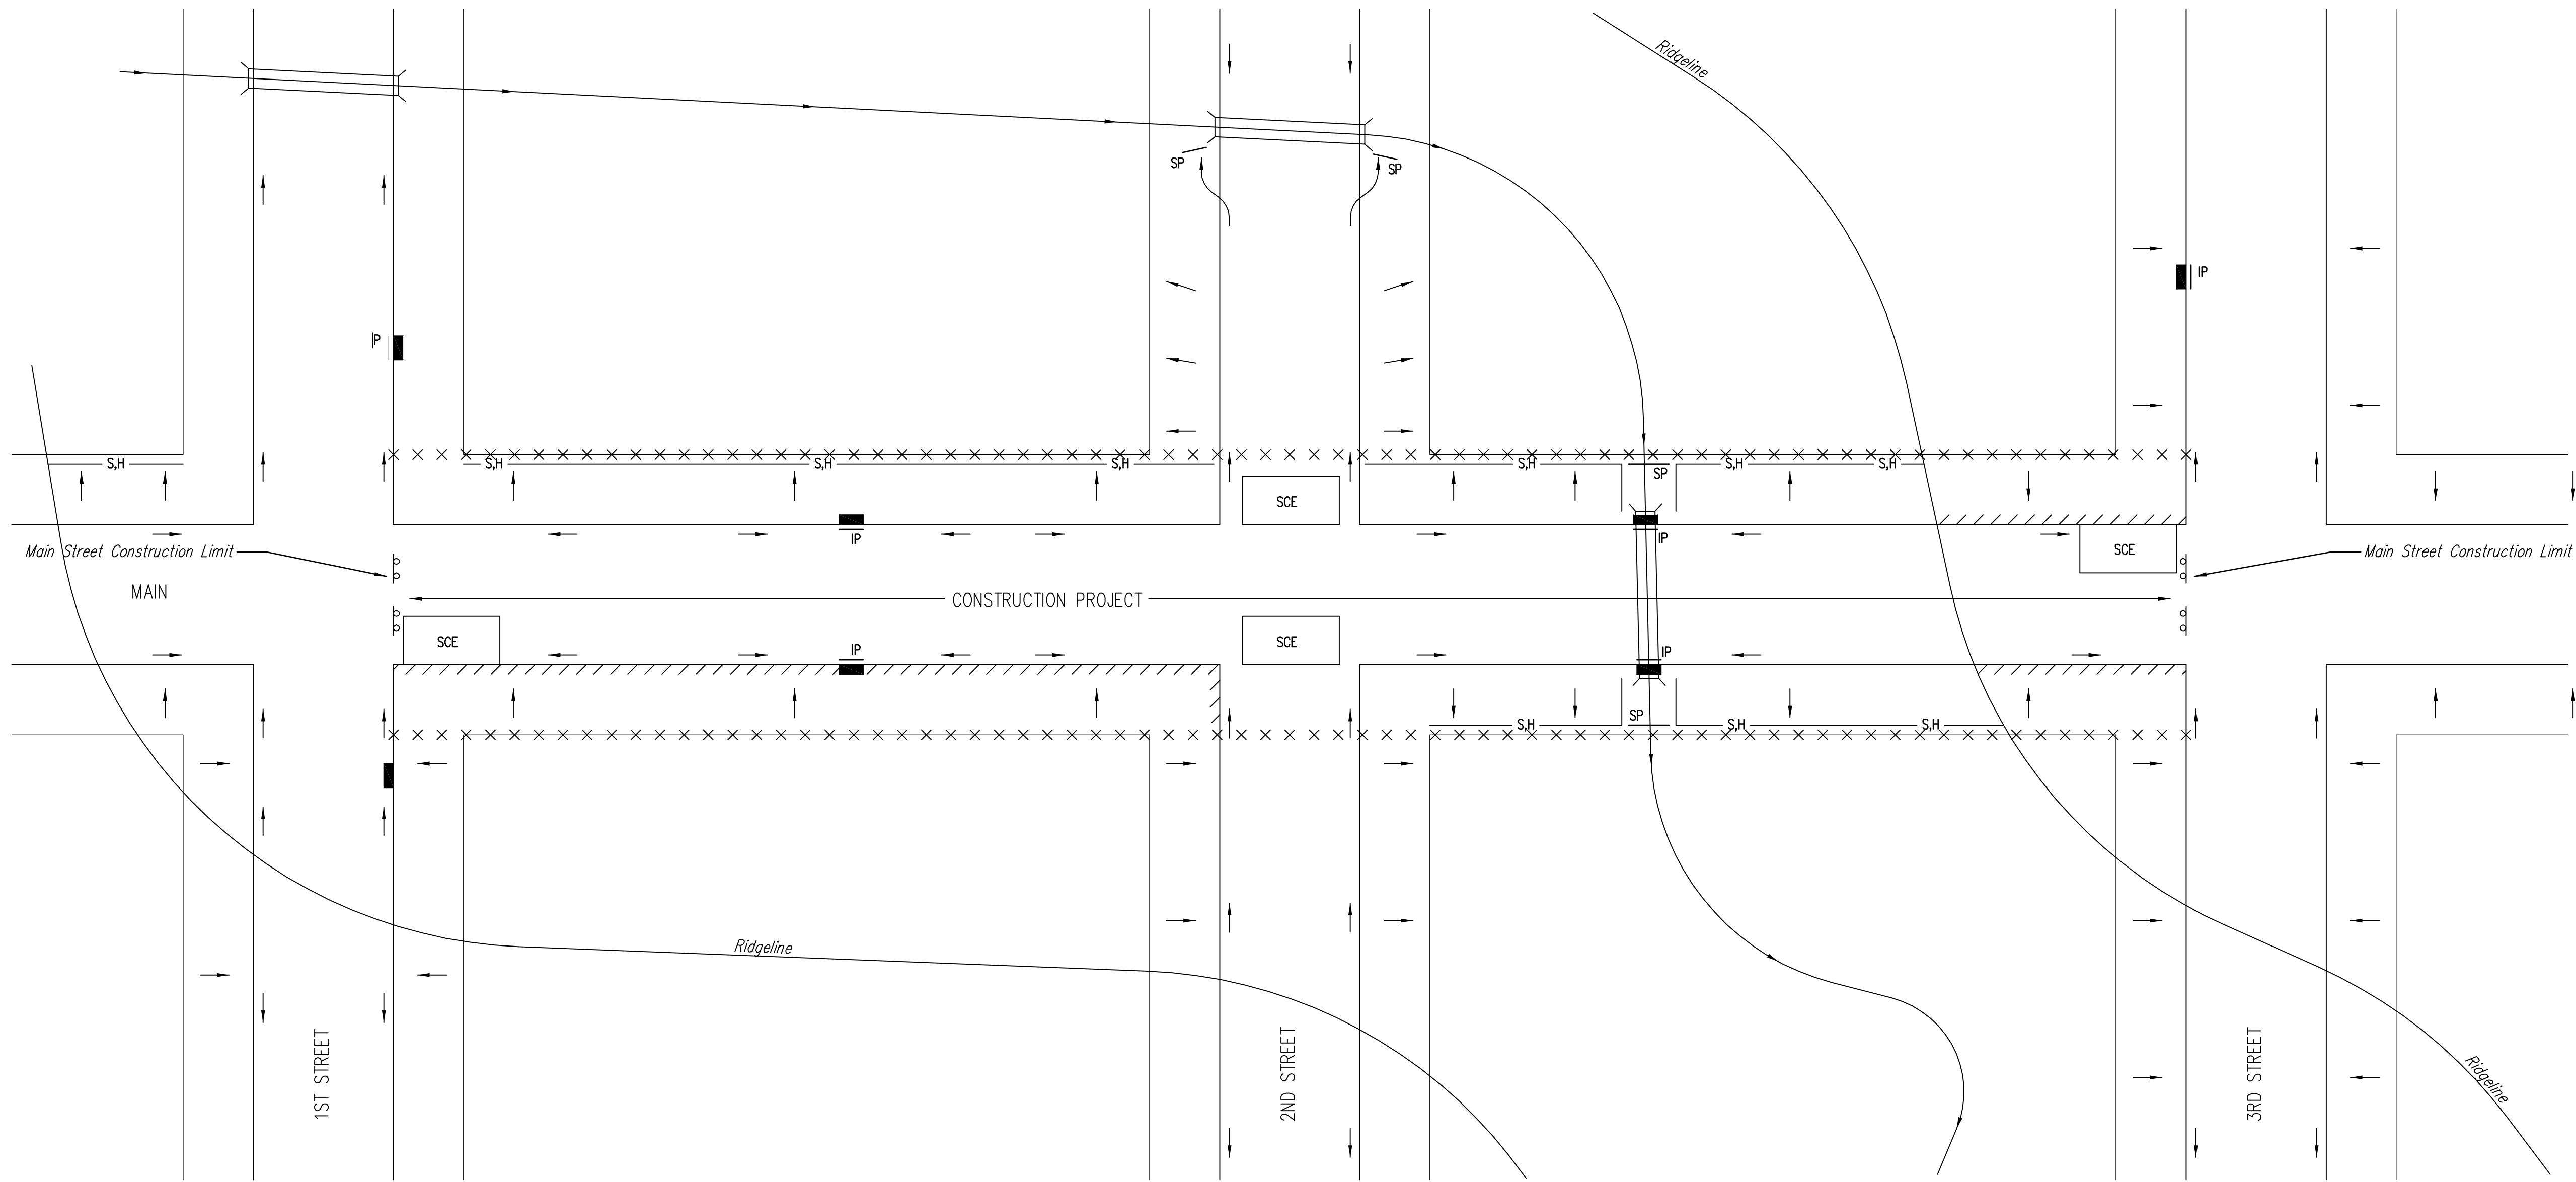 Ridgeline
SP
SP
IP
IP
S,H
S,H
S,H
S,H
S,H
SP
S,H
S,H
SCE
IP
IP
SCE
Main Street Construction Limit
Main Street Construction Limit
MAIN
CONSTRUCTION PROJECT
SCE
SCE
IP
IP
SP
S,H
S,H
S,H
Ridgeline
Ridgeline
1ST STREET
2ND STREET
3RD STREET